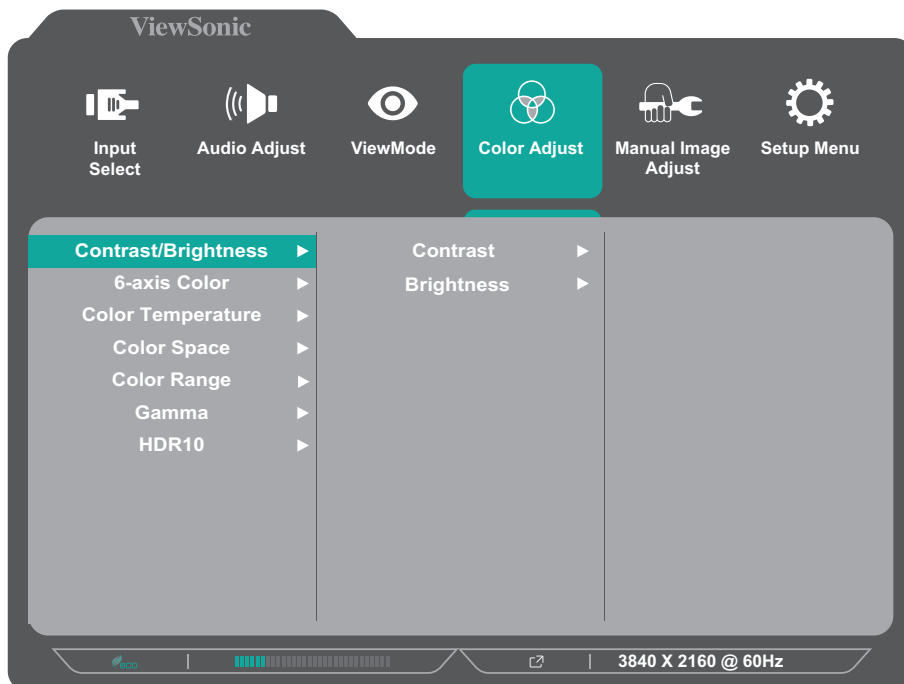 ViewSonic
Input
Select
Audio Adjust
ViewMode
Color Adjust
Manual Image
Adjust
Setup Menu
Contrast/Brightness
6-axis Color
Color Temperature
Color Space
Color Range
Gamma
HDR10
Contrast
Brightness
eco
3840 X 2160 @ 60Hz